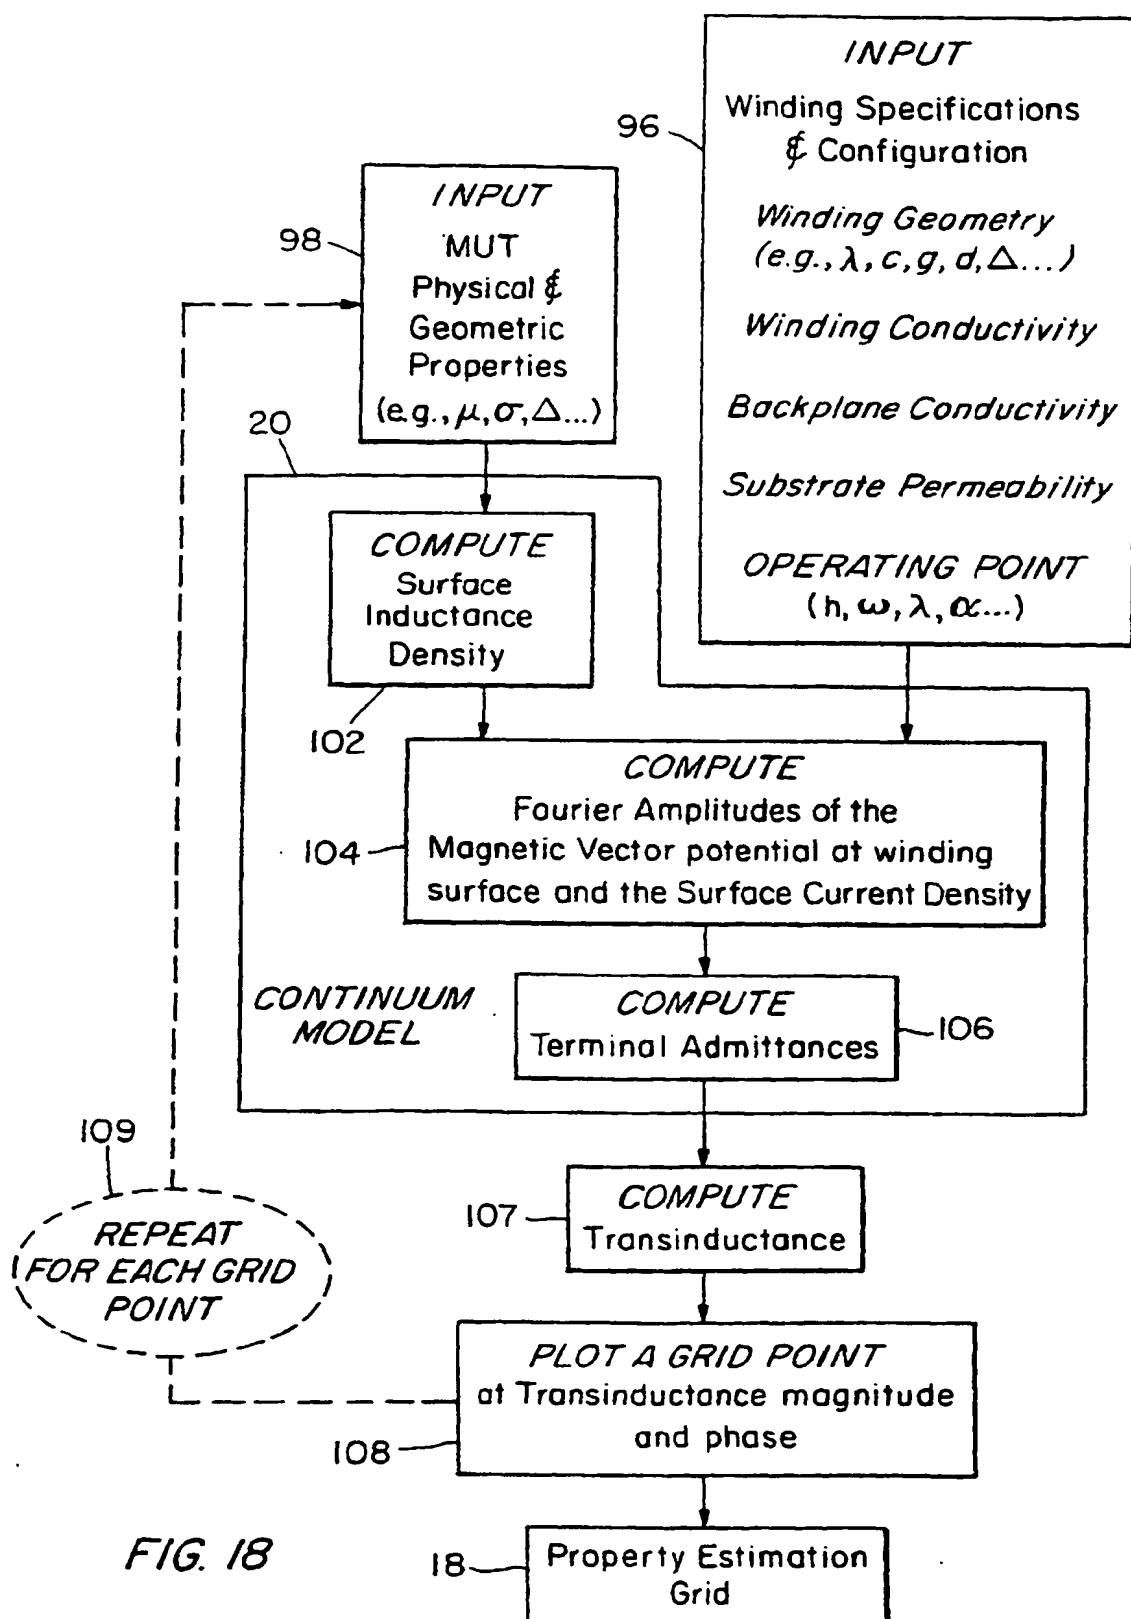 INPUT
Winding Specifications
& Configuration
Winding Geometry
(e.g., λ, c, g, d, Δ...)
Winding Conductivity
Backplane Conductivity
Substrate Permeability
OPERATING POINT
(h, ω, λ, α...)
96
INPUT
MUT
Physical &
Geometric
Properties
(e.g., μ, σ, Δ...)
98
20
COMPUTE
Surface
Inductance
Density
102
COMPUTE
Fourier Amplitudes of the
Magnetic Vector potential at winding
surface and the Surface Current Density
104
CONTINUUM
MODEL
COMPUTE
Terminal Admittances
106
109
REPEAT
FOR EACH GRID
POINT
COMPUTE
Transinductance
107
PLOT A GRID POINT
at Transinductance magnitude
and phase
108
Property Estimation
Grid
18
FIG. 18